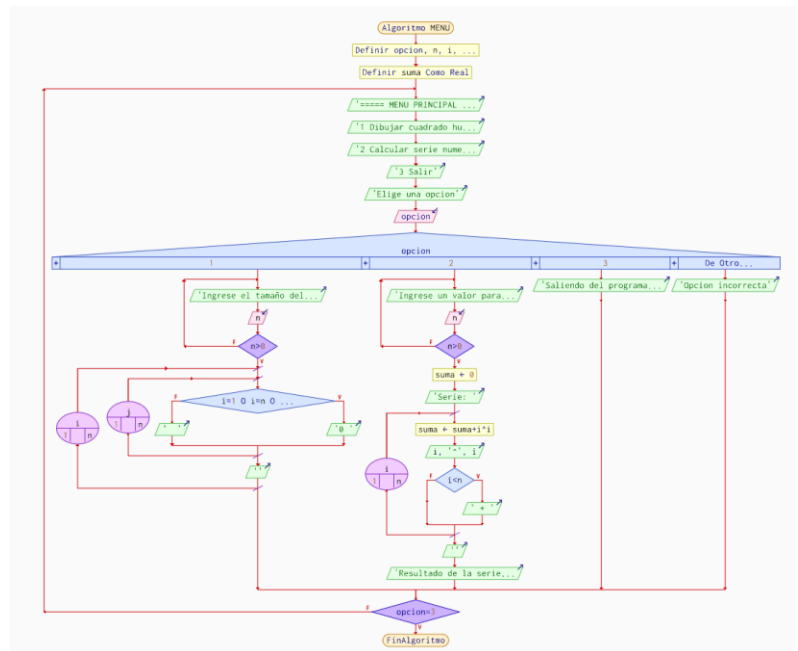 Algoritmo MENU
Definir opcion, n, i, ...
Definir suma Como Real
'===== MENU PRINCIPAL ...
'1 Dibujar cuadrado hu...
'2 Calcular serie nume...
'3 Salir'
'Elige una opcion'
opcion
opcion
1
2
3
De Otro...
'Ingrese el tamaño del...
n
n>0
F
V
i
1
n
j
1
n
i=1 O i=n O ...
F
V
' '
'0 '
''
'Ingrese un valor para...
n
n>0
F
V
suma ← 0
'Serie: '
i
1
n
suma ← suma+i^i
i, '^', i
i<n
F
V
' + '
''
'Resultado de la serie...
'Saliendo del programa...
'Opcion incorrecta'
opcion=3
F
V
FinAlgoritmo